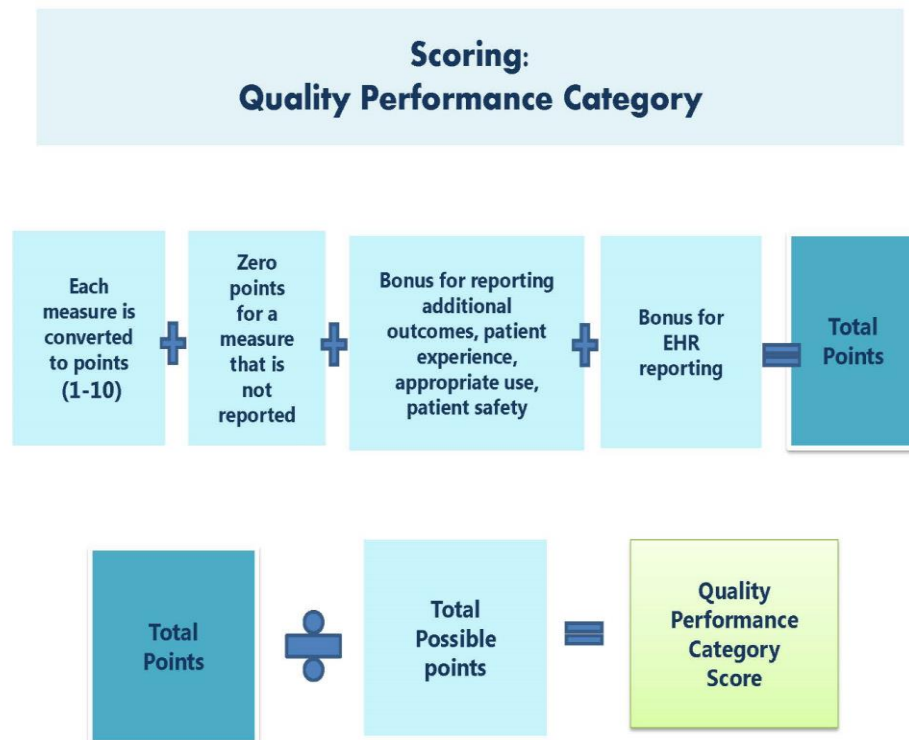 Scoring:
Quality Performance Category
Each
measure is
converted
to points
(1-10)
Zero
points
for a
measure
that is
not
reported
Bonus for reporting
additional
outcomes, patient
experience,
appropriate use,
patient safety
Bonus for
EHR
reporting
Total
Points
Total
Points
Total
Possible
points
Quality
Performance
Category
Score